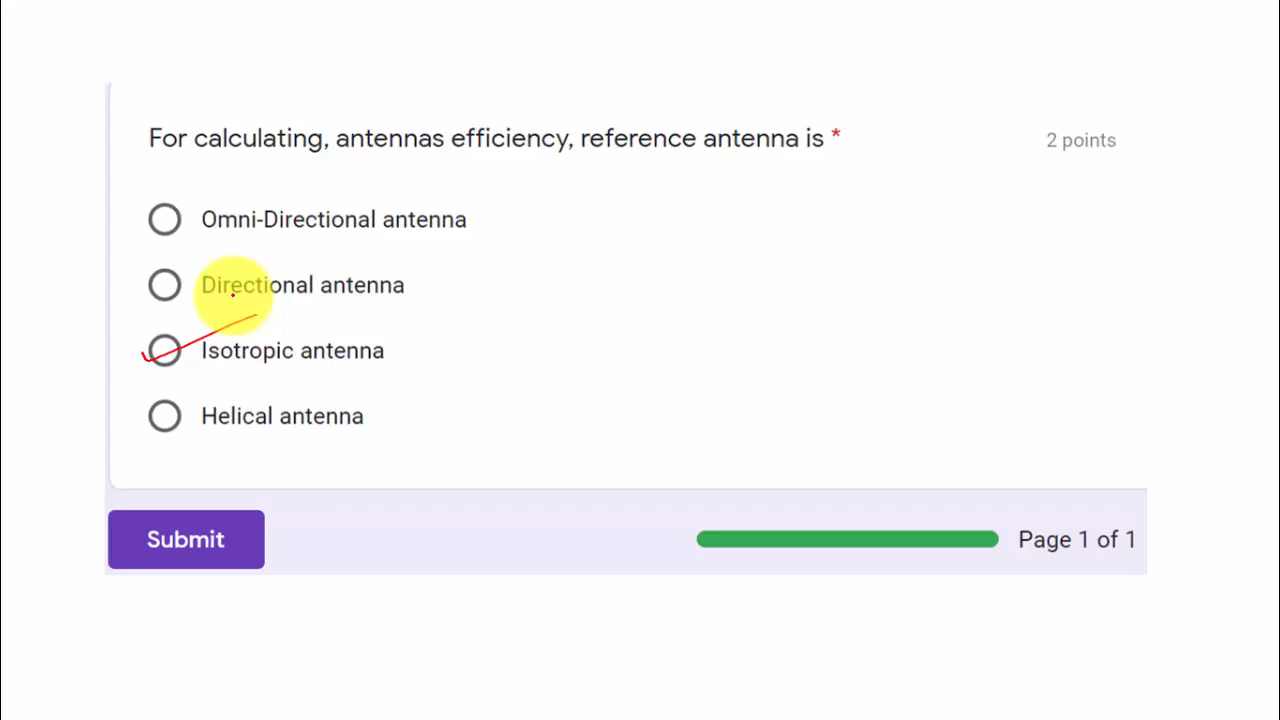 For calculating, antennas efficiency, reference antenna is *
2 points
Omni-Directional antenna
Directional antenna
Isotropic antenna
Helical antenna
Submit
Page 1 of 1